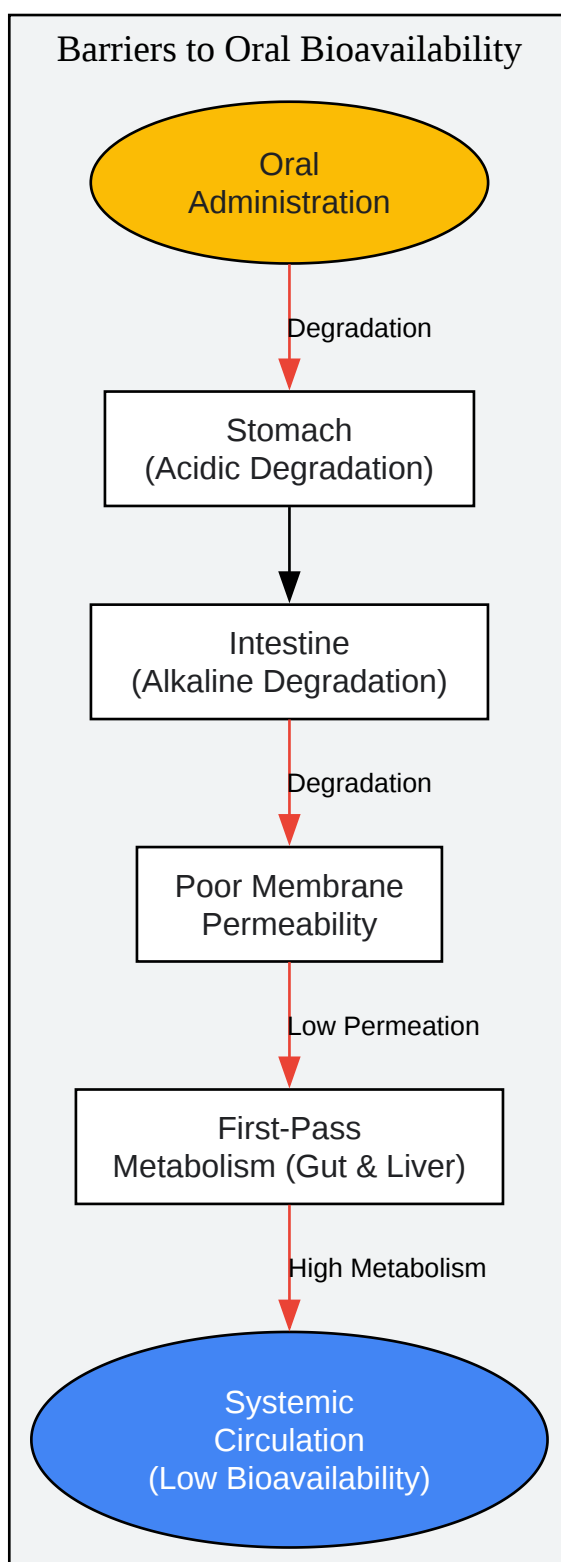 Barriers to Oral Bioavailability
Oral
Administration
Degradation
Stomach
(Acidic Degradation)
Intestine
(Alkaline Degradation)
Degradation
Poor Membrane
Permeability
Low Permeation
First-Pass
Metabolism (Gut & Liver)
High Metabolism
Systemic
Circulation
(Low Bioavailability)